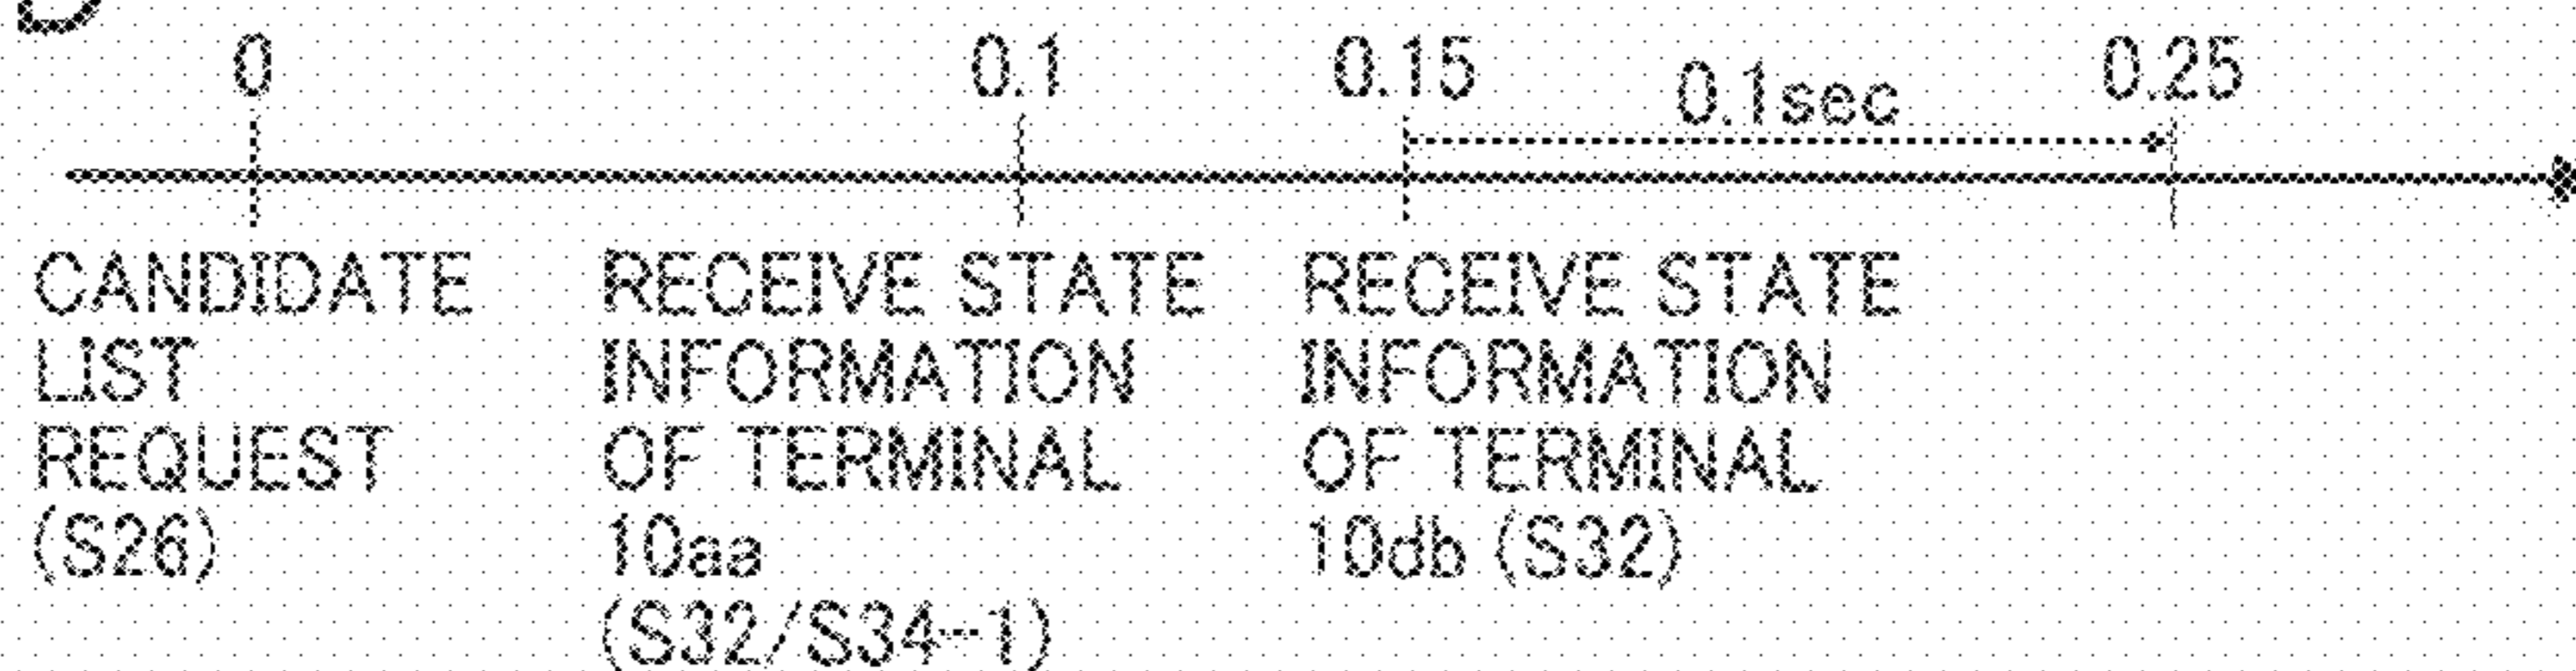 0 0.1 0.15 0.1sec 0.25
CANDIDATE
LIST
REQUEST
(S26)
RECEIVE STATE
INFORMATION
OF TERMINAL
10aa
(S32/S34-1)
RECEIVE STATE
INFORMATION
OF TERMINAL
10db (S32)